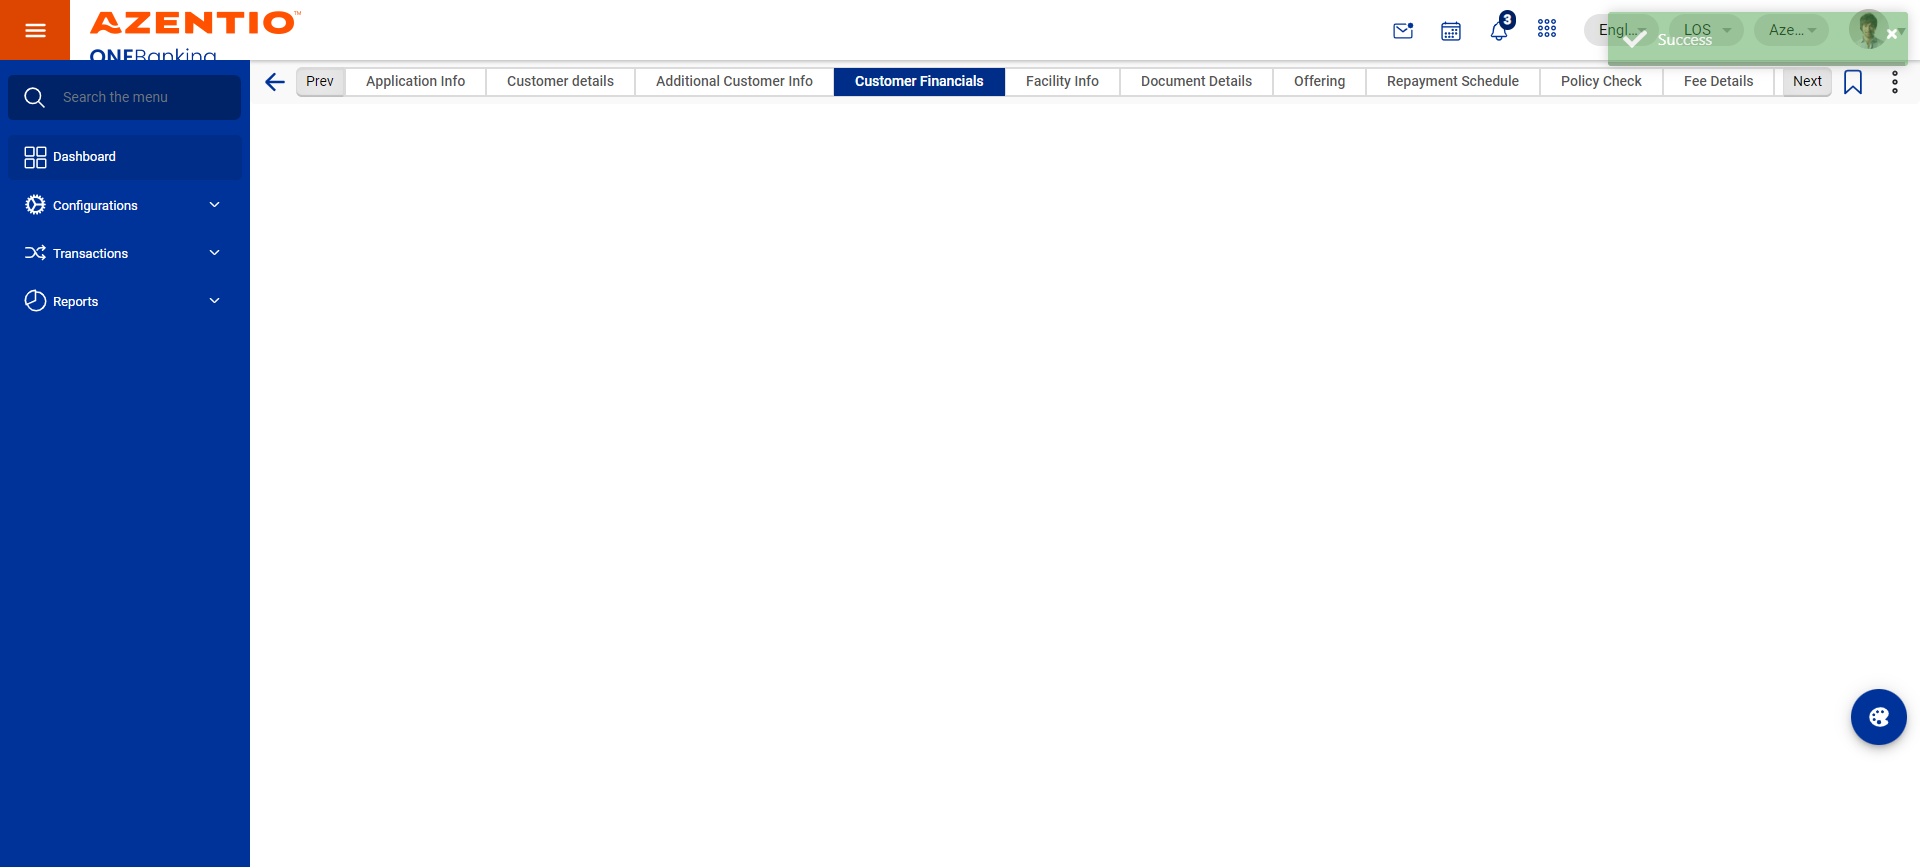 AZENTIO™
ONEBanking
3
Engl...
LOS
Aze...
Success
Search the menu
Prev
Application Info
Customer details
Additional Customer Info
Customer Financials
Facility Info
Document Details
Offering
Repayment Schedule
Policy Check
Fee Details
Next
Dashboard
Configurations
Transactions
Reports